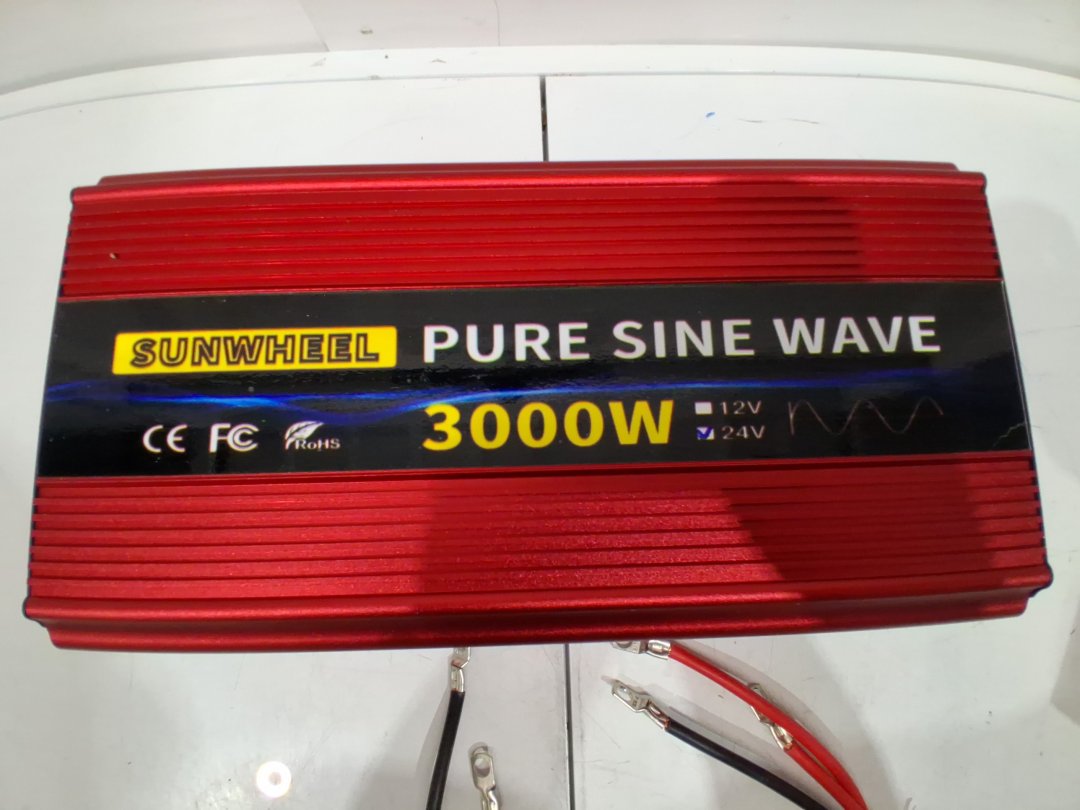 SUNWHEEL PURE SINE WAVE
CE FC RoHS 3000W 12V
24V